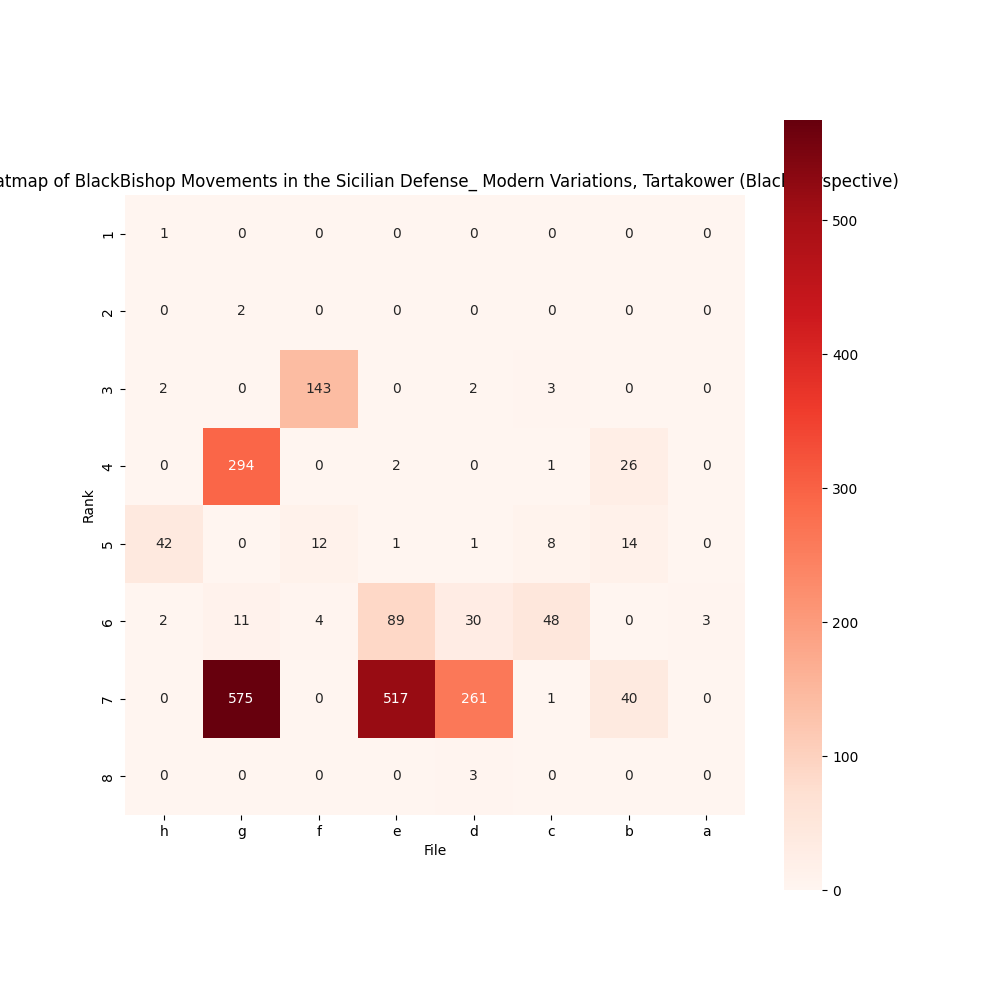 atmap of BlackBishop Movements in the Sicilian Defense_ Modern Variations, Tartakower (Black spective)
1 1 0 0 0 0 0 0 0
2 0 2 0 0 0 0 0 0
3 2 0 143 0 2 3 0 0
4 0 294 0 2 0 1 26 0
5 42 0 12 1 1 8 14 0
6 2 11 4 89 30 48 0 3
7 0 575 0 517 261 1 40 0
8 0 0 0 0 3 0 0 0
h g f e d c b a
File
Rank
500
400
300
200
100
0